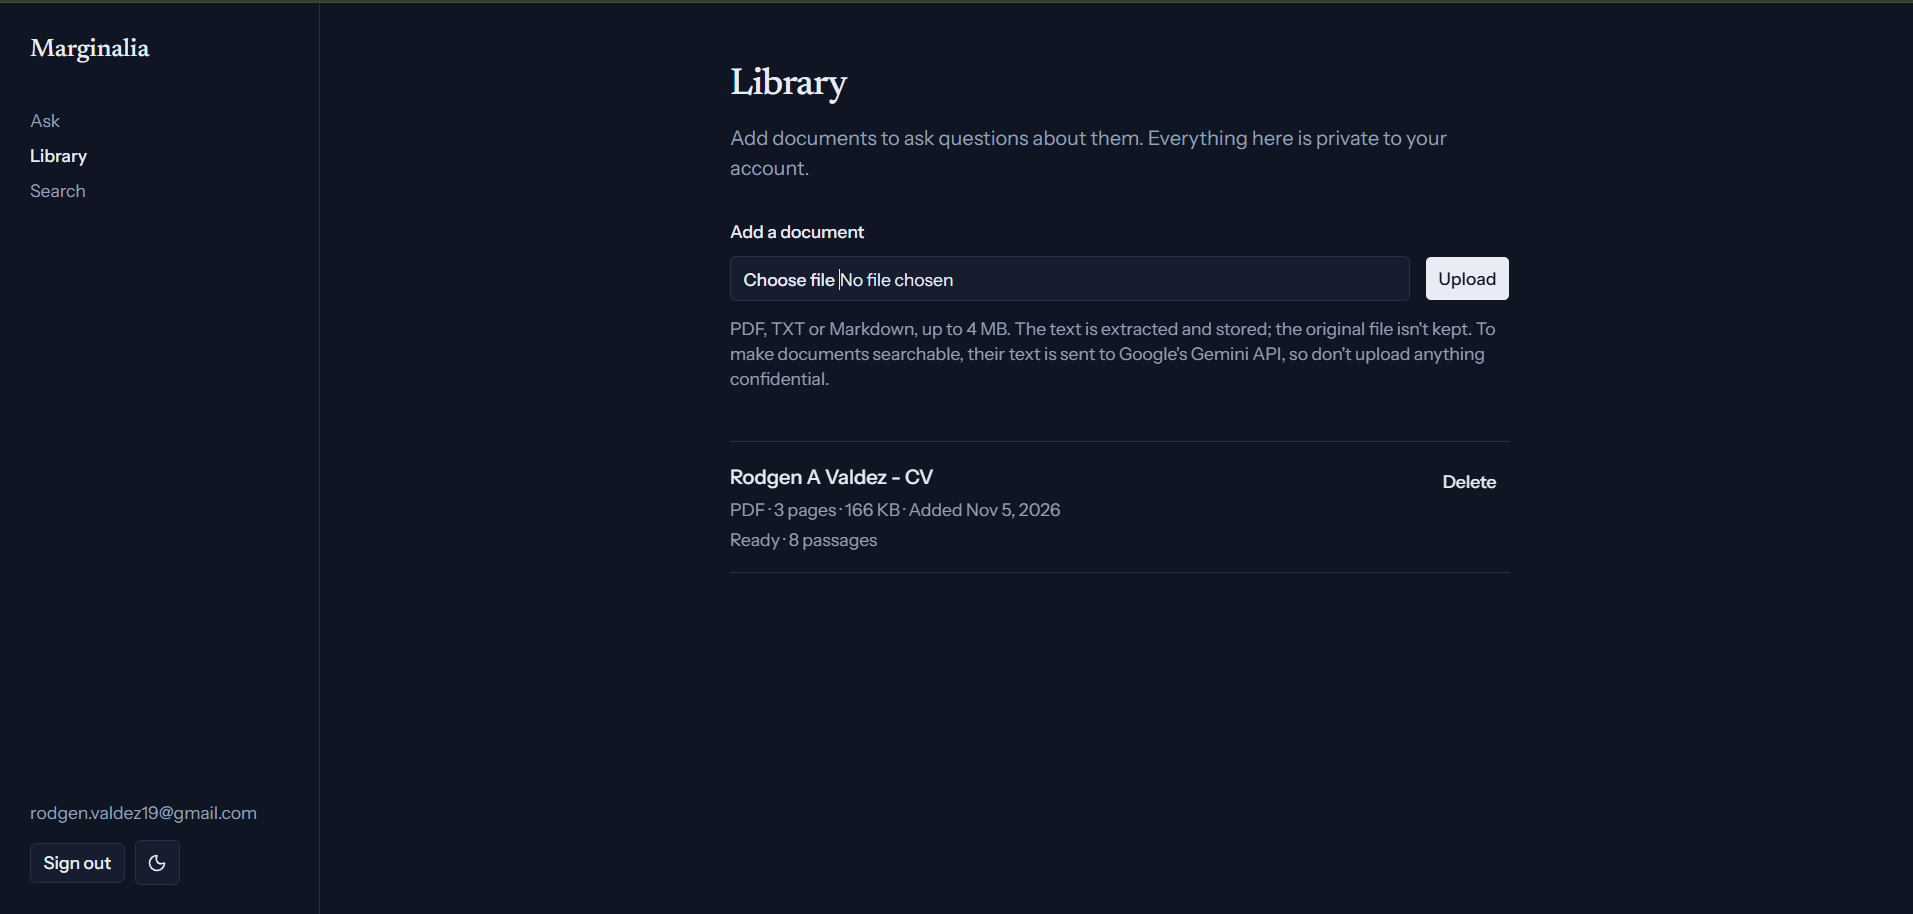 Marginalia
Ask
Library
Search
rodgen.valdez19@gmail.com
Sign out
Library
Add documents to ask questions about them. Everything here is private to your
account.
Add a document
Choose file No file chosen
Upload
PDF, TXT or Markdown, up to 4 MB. The text is extracted and stored; the original file isn't kept. To
make documents searchable, their text is sent to Google's Gemini API, so don't upload anything
confidential.
Rodgen A Valdez - CV
Delete
PDF · 3 pages · 166 KB · Added Nov 5, 2026
Ready · 8 passages